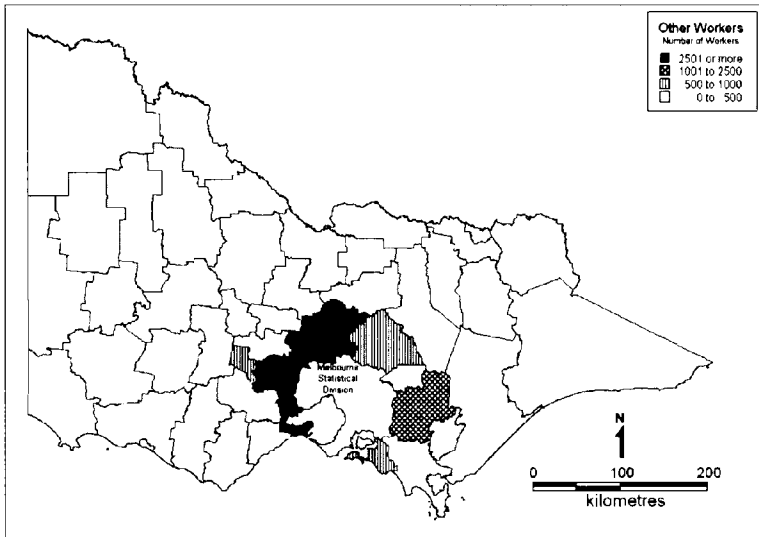 Other Workers
Number of Workers
2501 or more
1001 to 2500
500 to 1000
0 to 500
Melbourne
Statistical
Division
N
0 100 200
kilometres